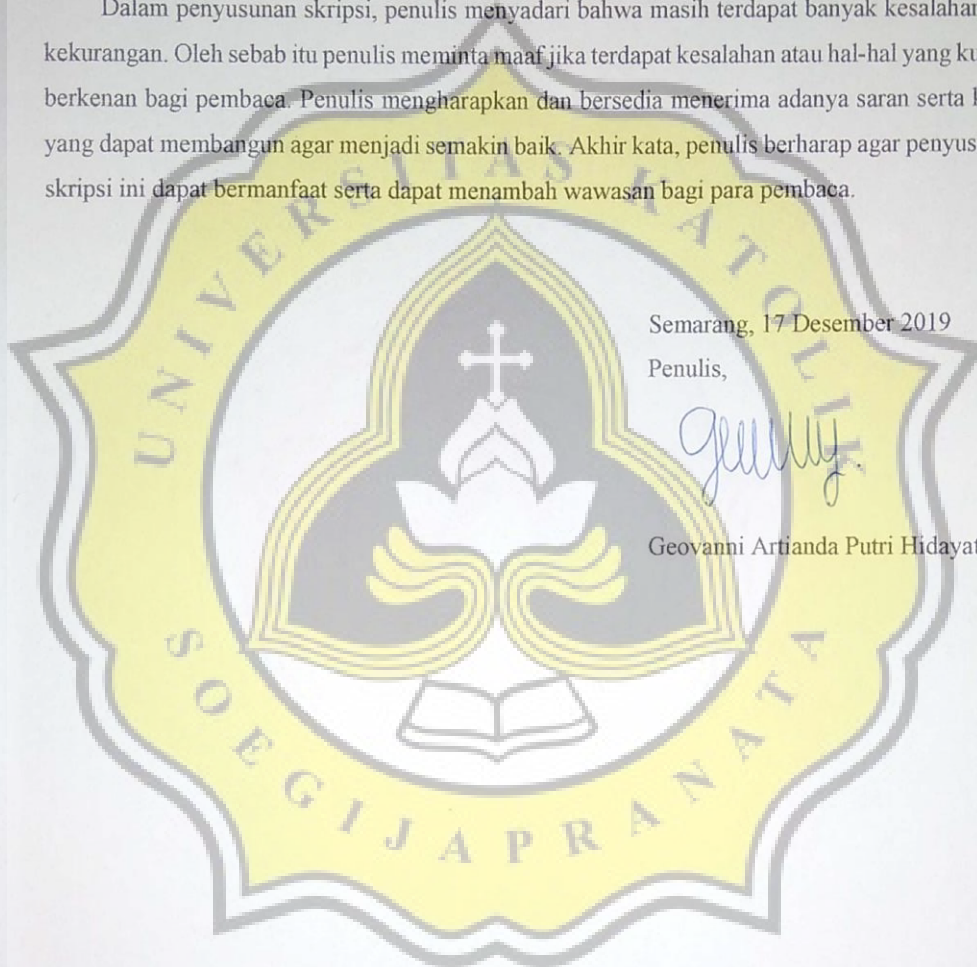 Dalam penyusunan skripsi, penulis menyadari bahwa masih terdapat banyak kesalahan
kekurangan. Oleh sebab itu penulis meminta maaf jika terdapat kesalahan atau hal-hal yang ku
berkenan bagi pembaca. Penulis mengharapkan dan bersedia menerima adanya saran serta
yang dapat membangun agar menjadi semakin baik. Akhir kata, penulis berharap agar penyus
skripsi ini dapat bermanfaat serta dapat menambah wawasan bagi para pembaca.
UNIVERSITAS KATOLIK
Semarang, 17 Desember 2019
Penulis,
Geovanni Artianda Putri Hidayat
SOEGIJAPRANATA